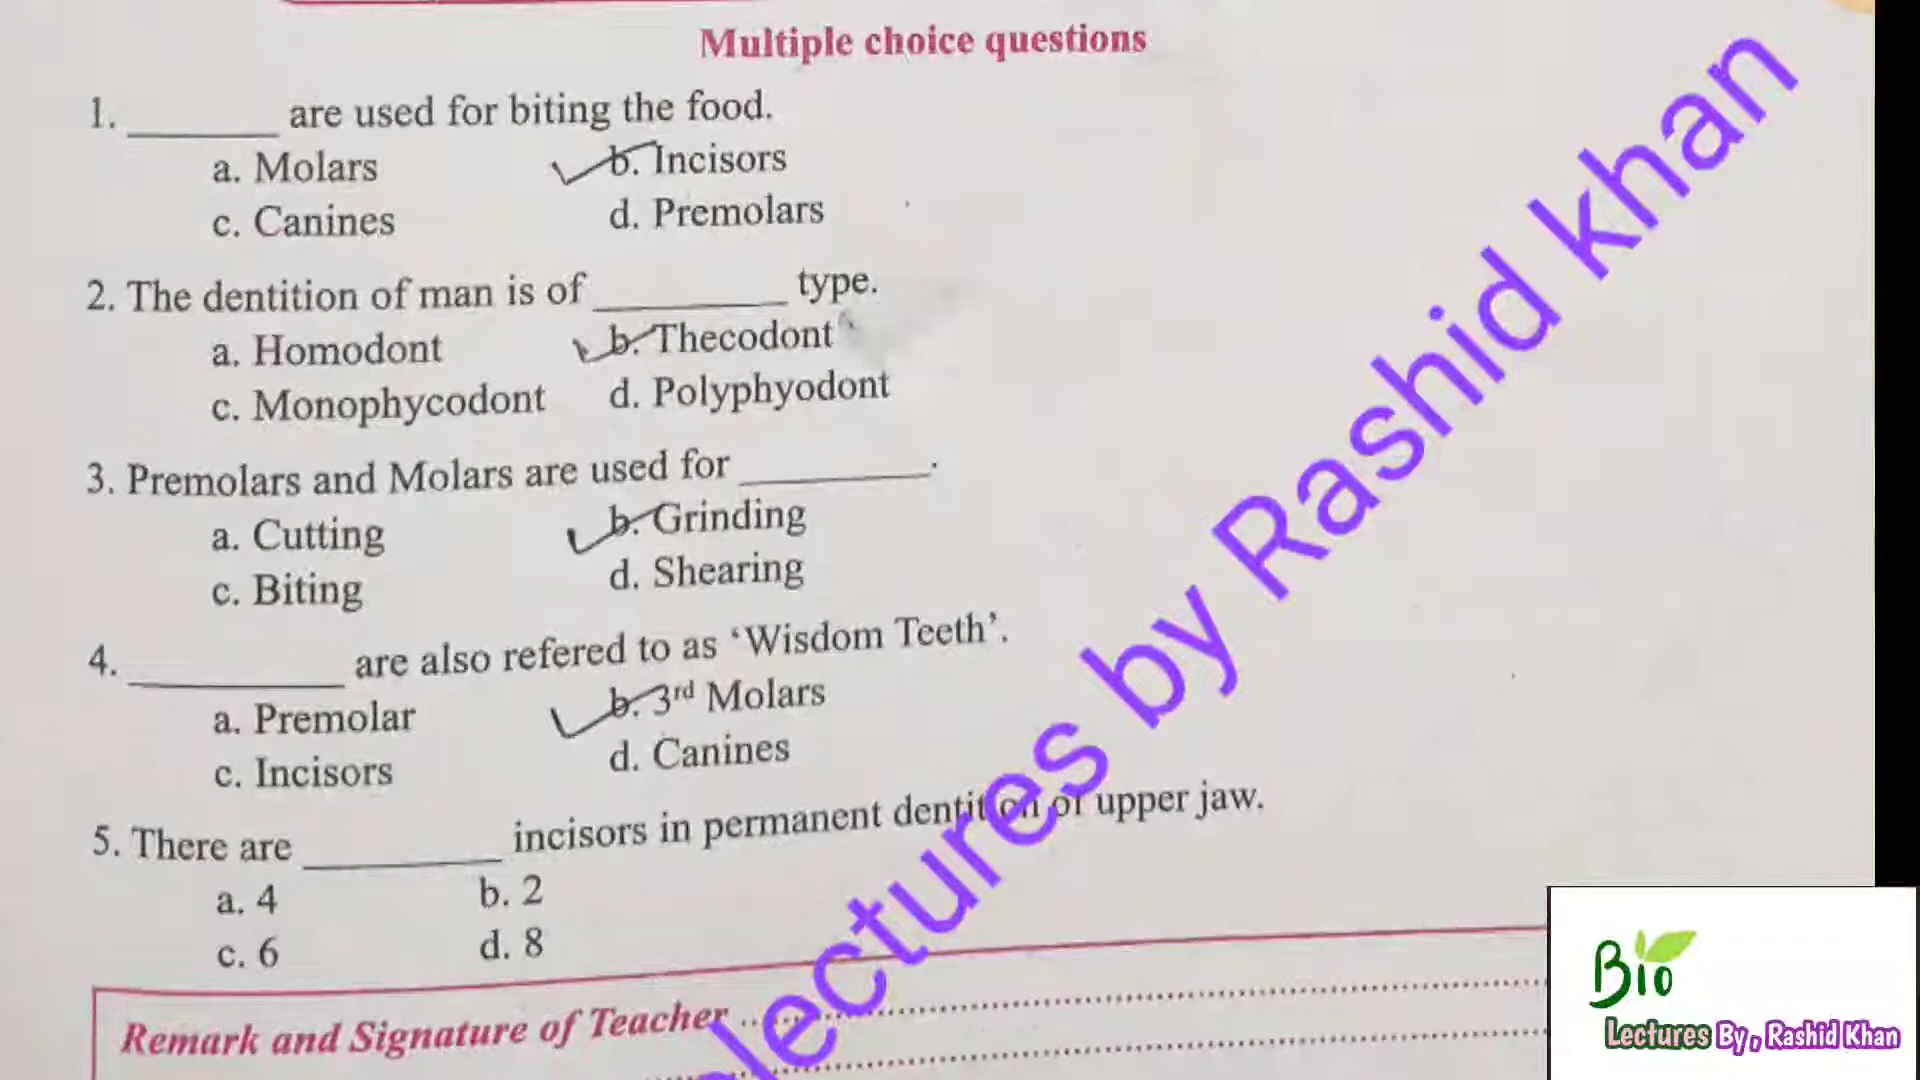 Multiple choice questions
1. ________ are used for biting the food.
a. Molars b. Incisors
c. Canines d. Premolars
2. The dentition of man is of ________ type.
a. Homodont b. Thecodont
c. Monophycodont d. Polyphyodont
3. Premolars and Molars are used for ________.
a. Cutting b. Grinding
c. Biting d. Shearing
4. ________ are also refered to as ‘Wisdom Teeth’.
a. Premolar b. 3rd Molars
c. Incisors d. Canines
5. There are ________ incisors in permanent dentition of upper jaw.
a. 4 b. 2
c. 6 d. 8
Remark and Signature of Teacher
lectures by Rashid khan
Bio
Lectures By, Rashid Khan